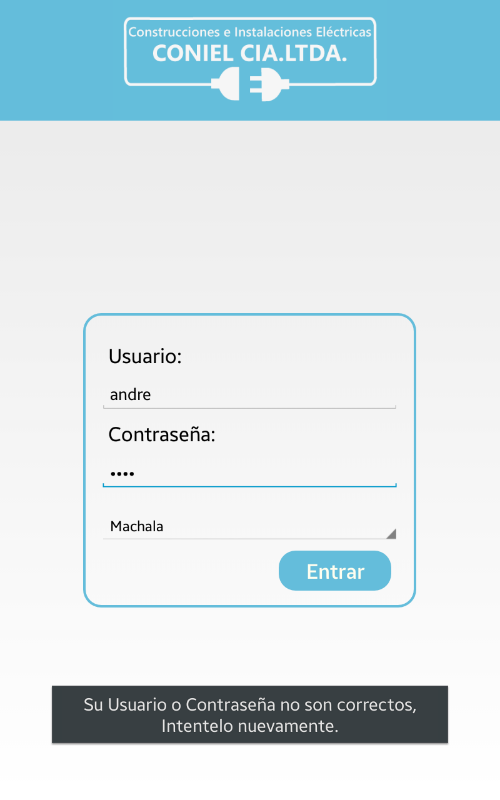 Construcciones e Instalaciones Eléctricas
CONIEL CIA.LTDA.
Usuario:
andre
Contraseña:
••••
Machala
Entrar
Su Usuario o Contraseña no son correctos,
Intentelo nuevamente.